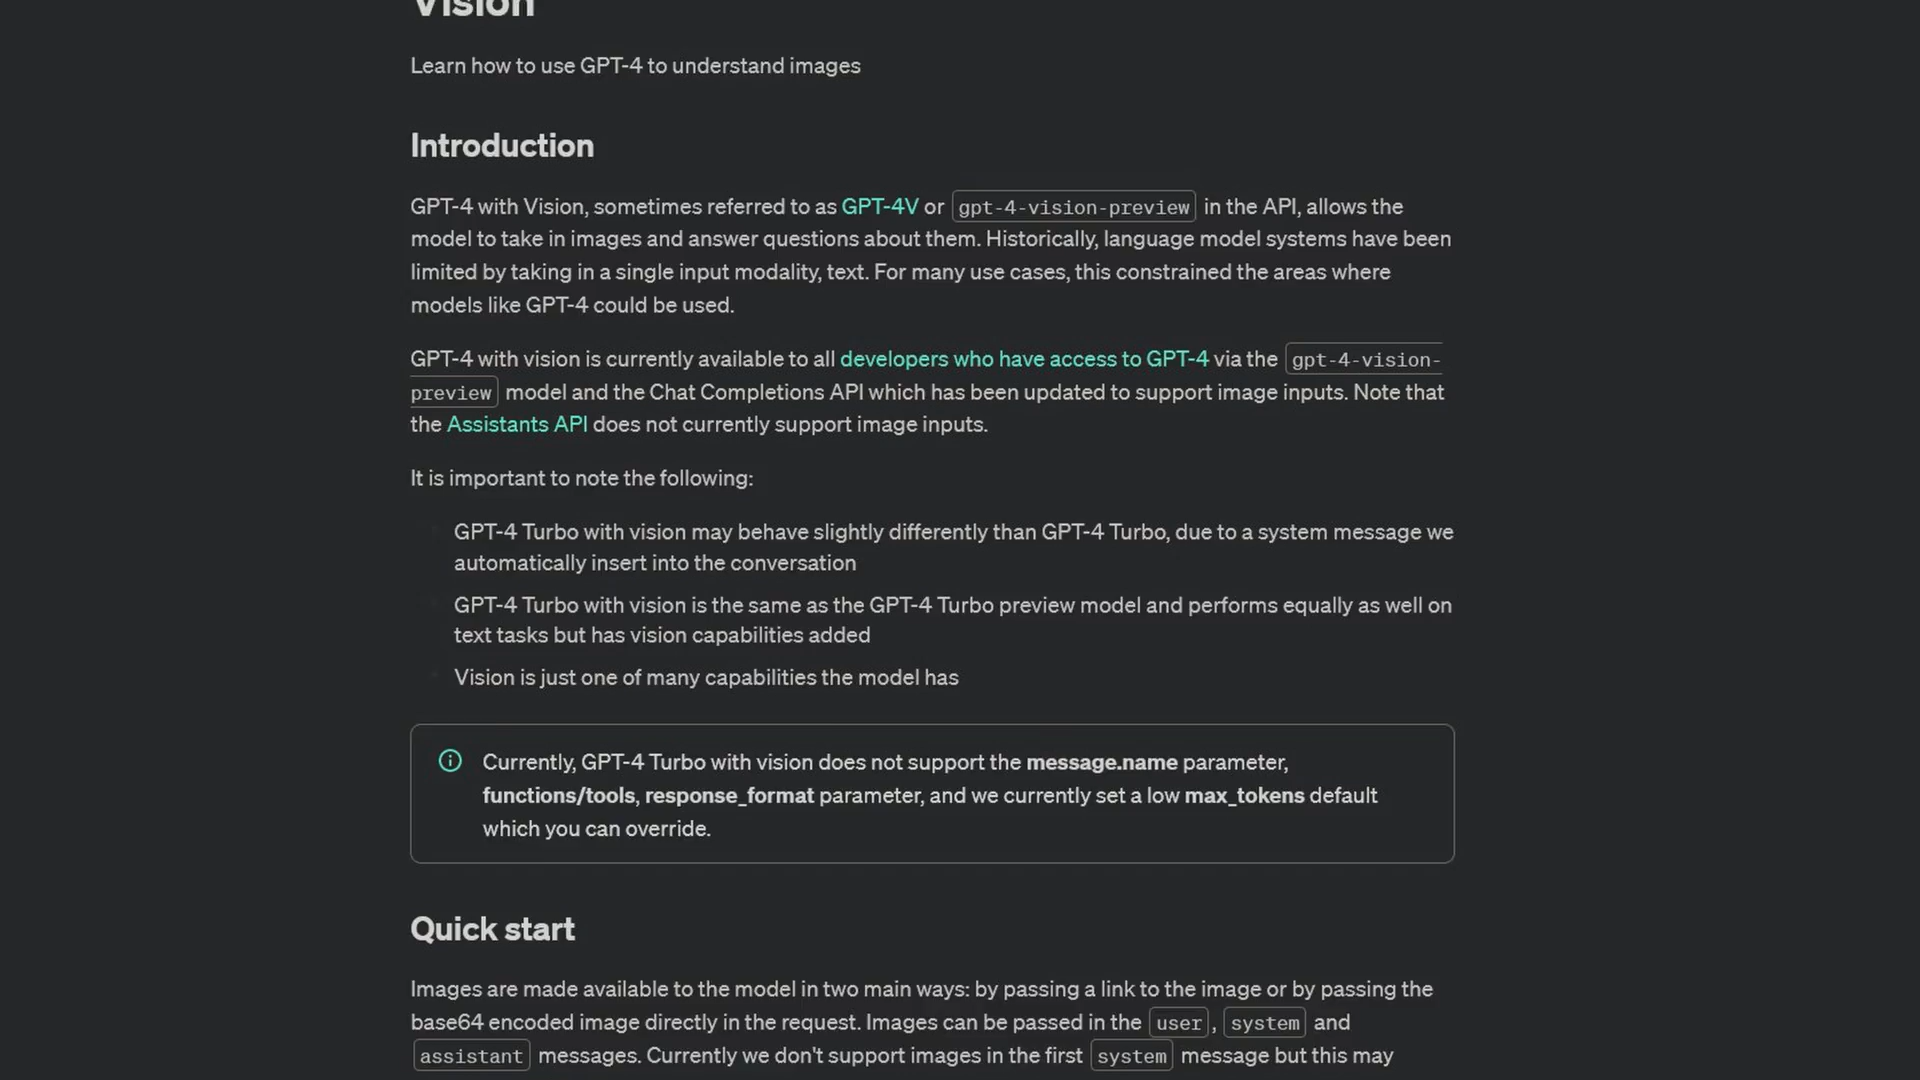 Vision
Learn how to use GPT-4 to understand images
Introduction
GPT-4 with Vision, sometimes referred to as GPT-4V or gpt-4-vision-preview in the API, allows the
model to take in images and answer questions about them. Historically, language model systems have been
limited by taking in a single input modality, text. For many use cases, this constrained the areas where
models like GPT-4 could be used.
GPT-4 with vision is currently available to all developers who have access to GPT-4 via the gpt-4-vision-
preview model and the Chat Completions API which has been updated to support image inputs. Note that
the Assistants API does not currently support image inputs.
It is important to note the following:
GPT-4 Turbo with vision may behave slightly differently than GPT-4 Turbo, due to a system message we
automatically insert into the conversation
GPT-4 Turbo with vision is the same as the GPT-4 Turbo preview model and performs equally as well on
text tasks but has vision capabilities added
Vision is just one of many capabilities the model has
Currently, GPT-4 Turbo with vision does not support the message.name parameter,
functions/tools, response_format parameter, and we currently set a low max_tokens default
which you can override.
Quick start
Images are made available to the model in two main ways: by passing a link to the image or by passing the
base64 encoded image directly in the request. Images can be passed in the user, system and
assistant messages. Currently we don't support images in the first system message but this may